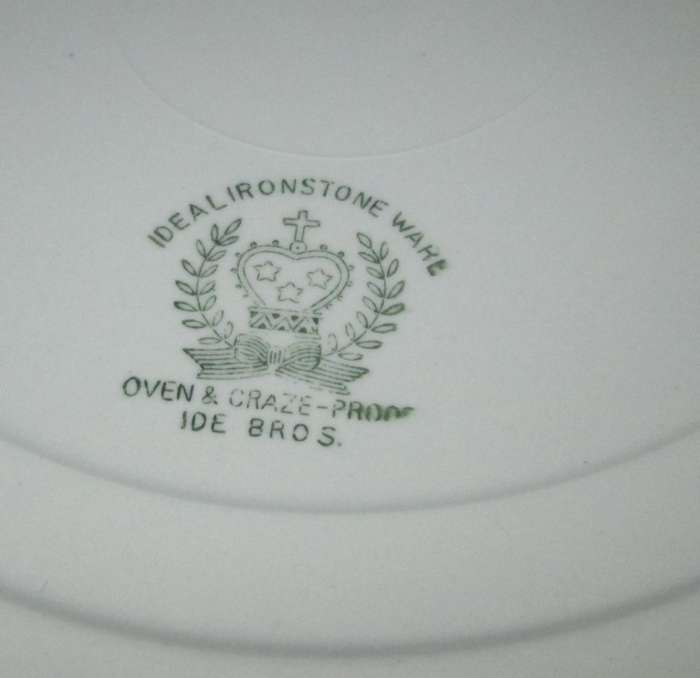 IDEAL IRONSTONE WARE
OVEN & CRAZE-PROOF
IDE BROS.